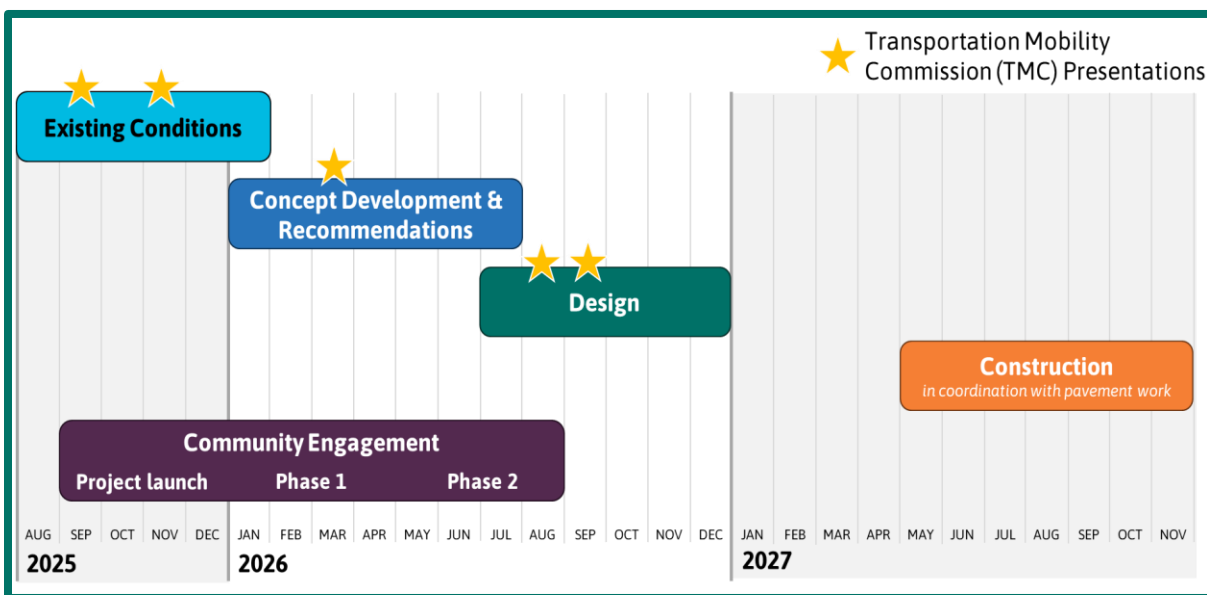 Transportation Mobility
Commission (TMC) Presentations
Existing Conditions
Concept Development &
Recommendations
Design
Construction
in coordination with pavement work
Community Engagement
Project launch Phase 1 Phase 2
AUG SEP OCT NOV DEC JAN FEB MAR APR MAY JUN JUL AUG SEP OCT NOV DEC JAN FEB MAR APR MAY JUN JUL AUG SEP OCT NOV
2025 2026 2027